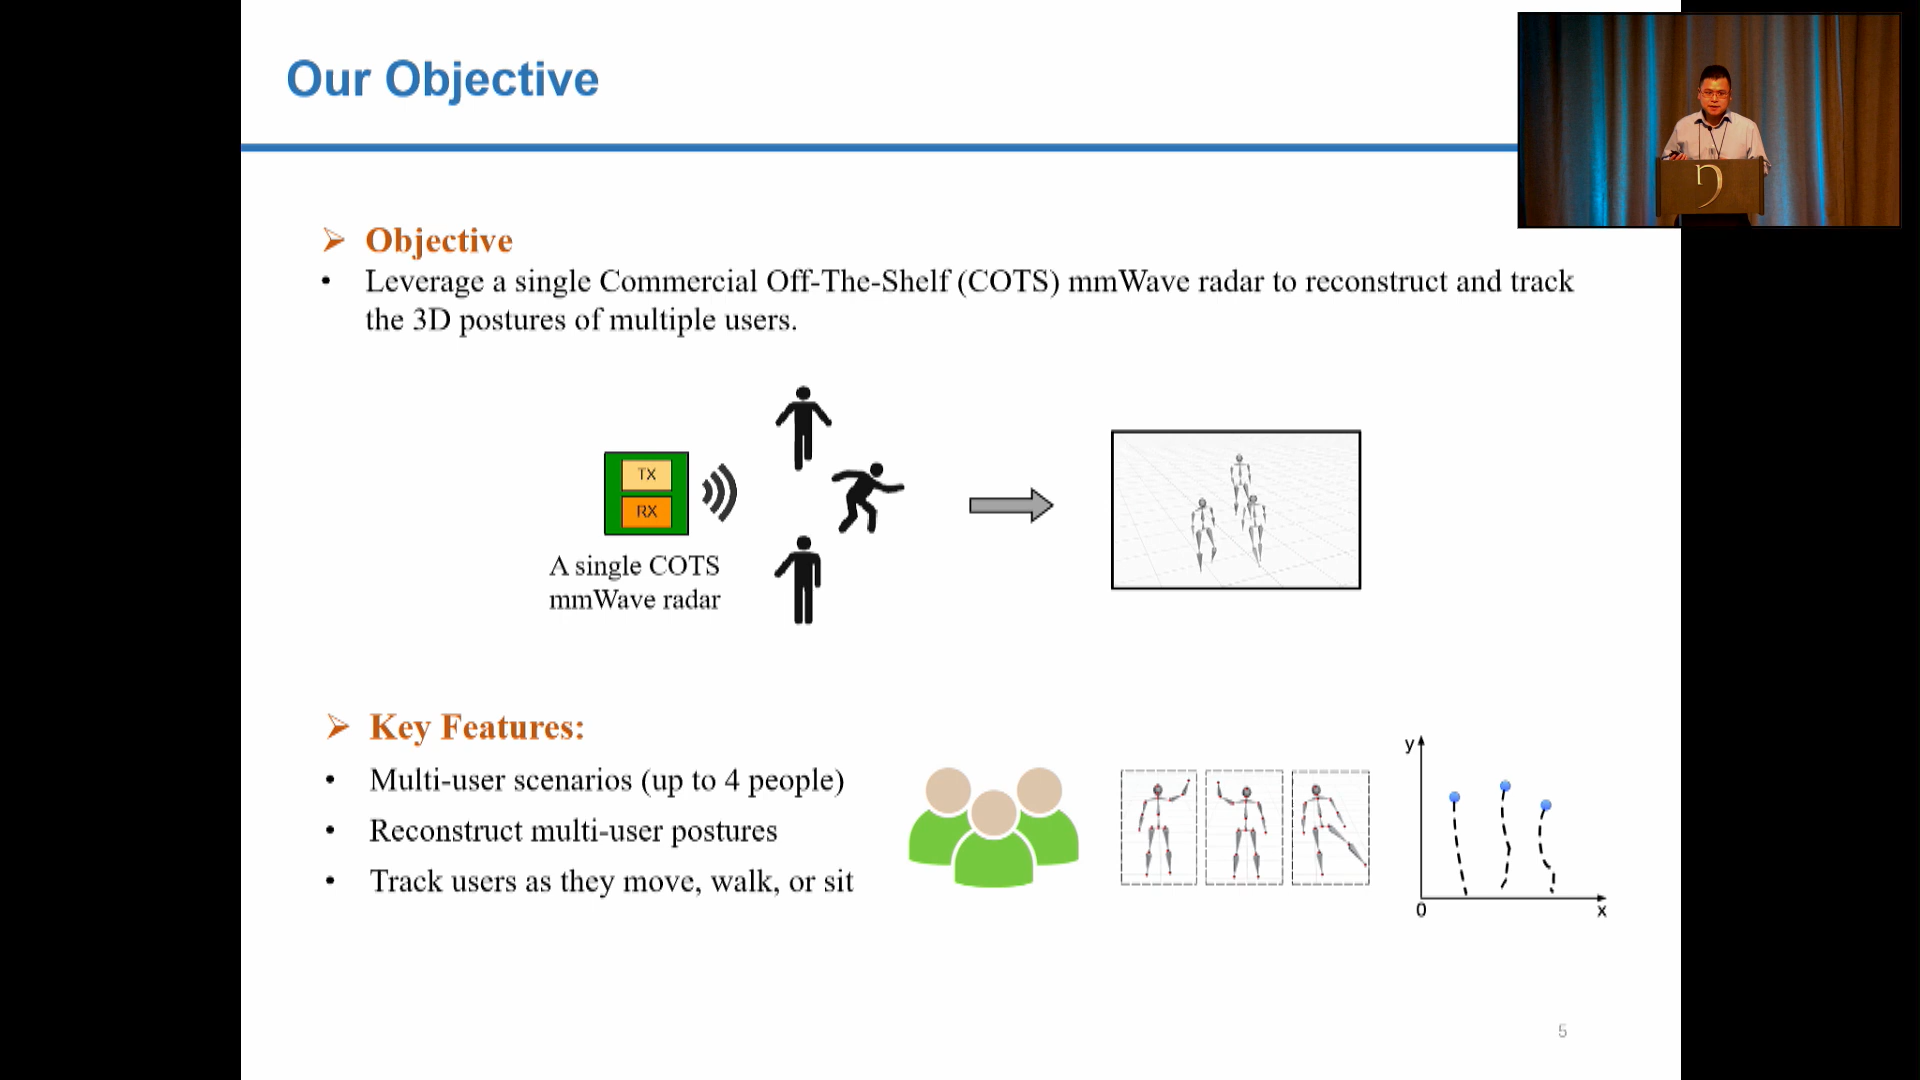 Our Objective
➢ Objective
• Leverage a single Commercial Off-The-Shelf (COTS) mmWave radar to reconstruct and track
the 3D postures of multiple users.
TX
RX
A single COTS
mmWave radar
➢ Key Features:
• Multi-user scenarios (up to 4 people)
• Reconstruct multi-user postures
• Track users as they move, walk, or sit
y
0
x
5